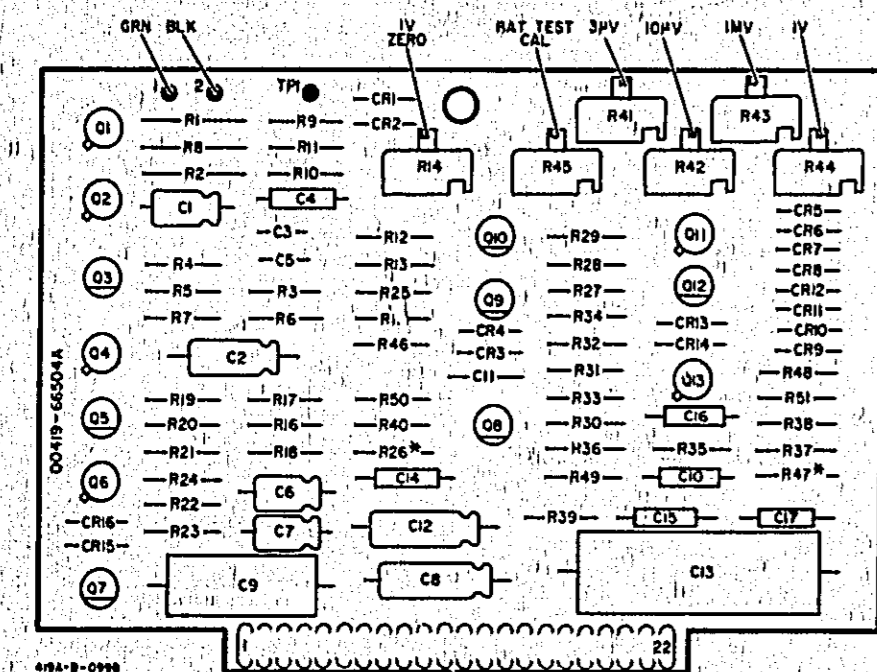 GRN BLK
1V ZERO
BAT TEST CAL
3µV
10µV
1MV
1V
1
2
TP1
CR1
CR2
R41
R43
Q1
R1
R9
R8
R11
R2
R10
R14
R45
R42
R44
Q2
C1
C4
C3
C5
CR5
CR6
CR7
CR8
CR12
CR11
CR10
CR9
Q3
R4
R5
R7
R3
R6
R12
R13
R25
R46
Q10
Q9
CR4
CR3
C11
R29
R28
R27
R34
R32
R31
R33
R30
R49
Q11
Q12
CR13
CR14
Q13
C16
R35
C10
R48
R51
R38
R37
R47*
00419-66504A
Q4
C2
Q5
R19
R20
R21
R24
R22
R23
R17
R16
R18
R50
R40
R26*
C14
Q8
Q6
C6
C7
C12
R39
C15
C17
CR16
CR15
Q7
C9
C8
C13
1
22
419A-B-0998